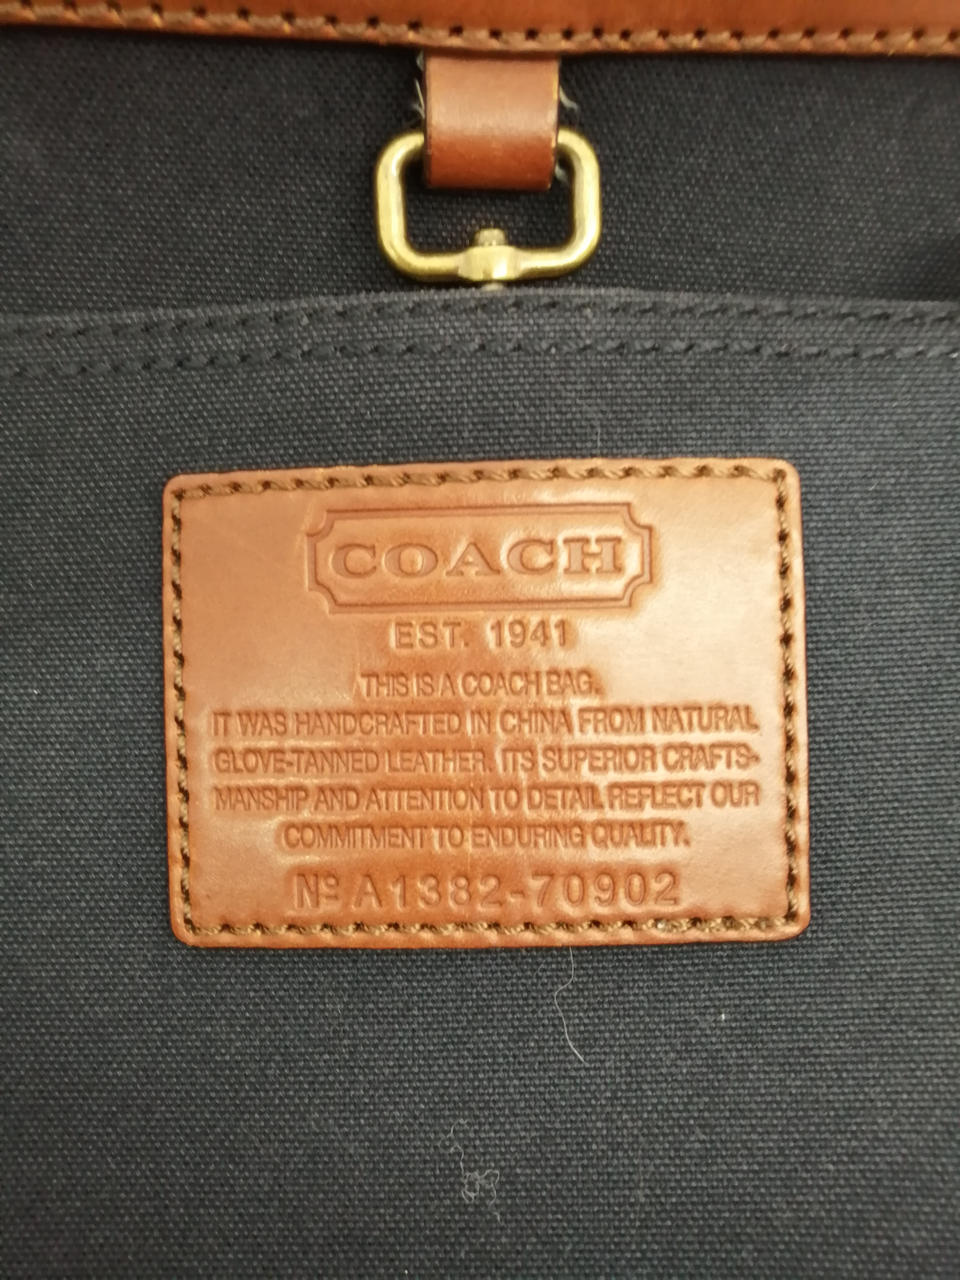 COACH
EST. 1941
THIS IS A COACH BAG.
IT WAS HANDCRAFTED IN CHINA FROM NATURAL
GLOVE-TANNED LEATHER. ITS SUPERIOR CRAFTS-
MANSHIP AND ATTENTION TO DETAIL REFLECT OUR
COMMITMENT TO ENDURING QUALITY.
Nº A1382-70902